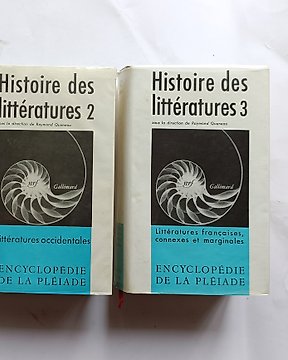 Histoire des
littératures 2
sous la direction de Raymond Queneau
nrf
Gallimard
littératures occidentales
ENCYCLOPÉDIE
DE LA PLÉIADE
Histoire des
littératures 3
sous la direction de Raymond Queneau
nrf
Gallimard
Littératures françaises,
connexes et marginales
ENCYCLOPÉDIE
DE LA PLÉIADE